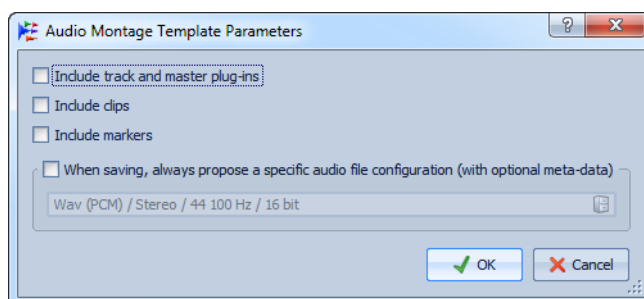 Audio Montage Template Parameters
Include track and master plug-ins
Include clips
Include markers
When saving, always propose a specific audio file configuration (with optional meta-data)
Wav (PCM) / Stereo / 44 100 Hz / 16 bit
OK Cancel